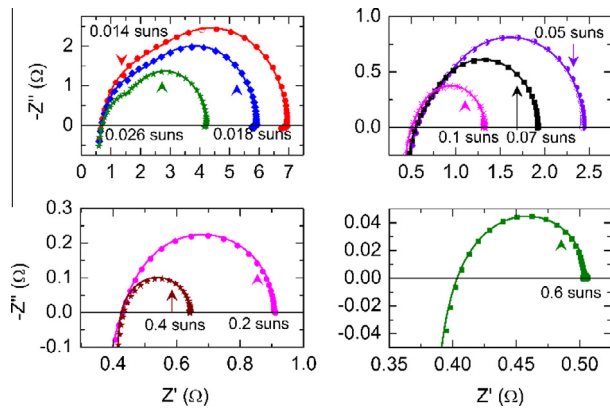 0.014 suns
2
1
0
-Z'' (Ω)
0.026 suns
0.018 suns
0 1 2 3 4 5 6 7
0.05 suns
1.0
0.5
0.0
0.1 suns
0.07 suns
0.5 1.0 1.5 2.0 2.5
0.3
0.2
0.1
0.0
-0.1
-Z'' (Ω)
0.4 suns
0.2 suns
0.4 0.6 0.8 1.0
Z' (Ω)
0.04
0.02
0.00
-0.02
-0.04
0.6 suns
0.35 0.40 0.45 0.50
Z' (Ω)